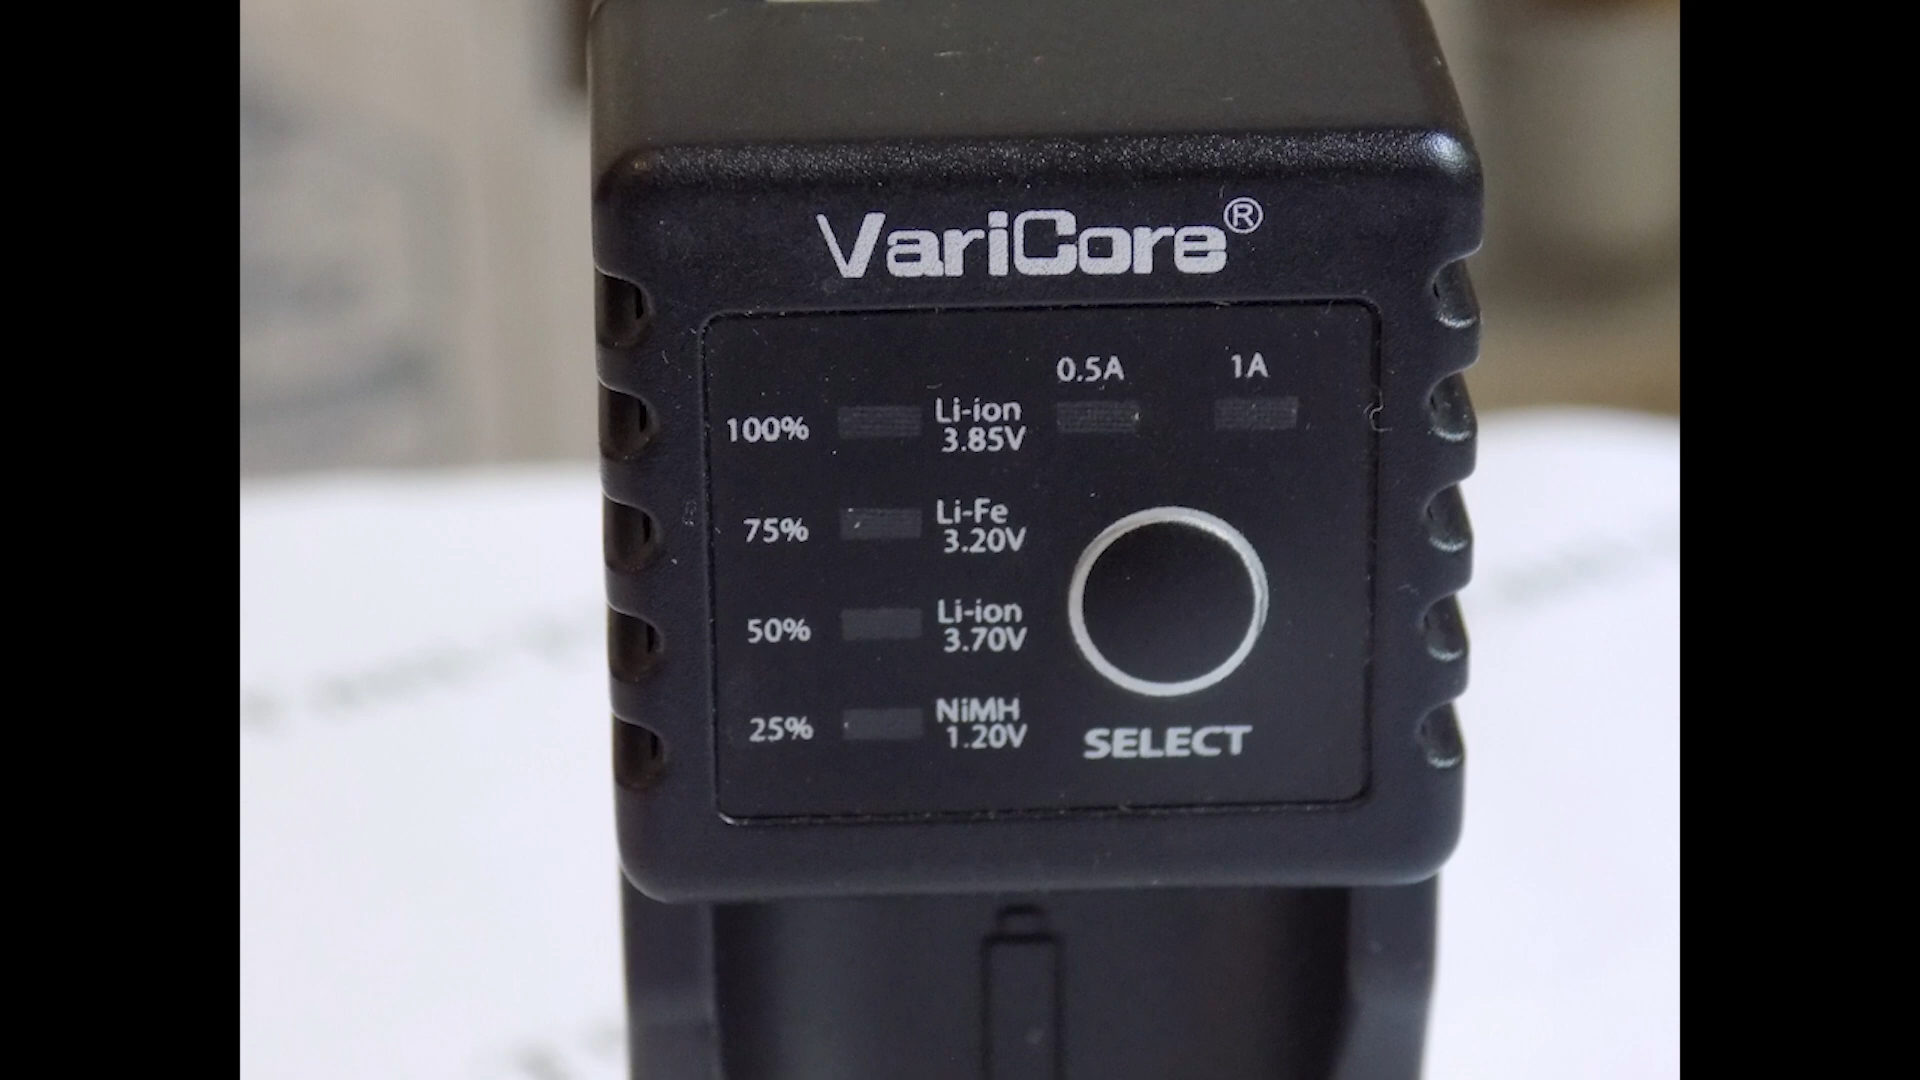 VariCore®
0.5A 1A
100% Li-ion
3.85V
75% Li-Fe
3.20V
50% Li-ion
3.70V
25% NiMH
1.20V
SELECT